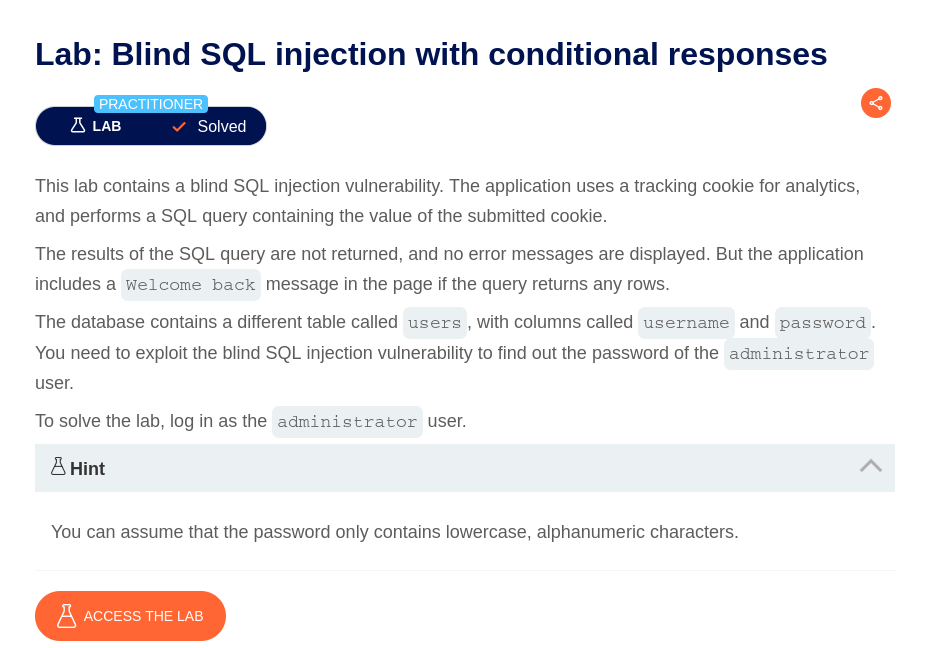 Lab: Blind SQL injection with conditional responses
PRACTITIONER
LAB Solved
This lab contains a blind SQL injection vulnerability. The application uses a tracking cookie for analytics,
and performs a SQL query containing the value of the submitted cookie.
The results of the SQL query are not returned, and no error messages are displayed. But the application
includes a Welcome back message in the page if the query returns any rows.
The database contains a different table called users, with columns called username and password.
You need to exploit the blind SQL injection vulnerability to find out the password of the administrator
user.
To solve the lab, log in as the administrator user.
Hint
You can assume that the password only contains lowercase, alphanumeric characters.
ACCESS THE LAB